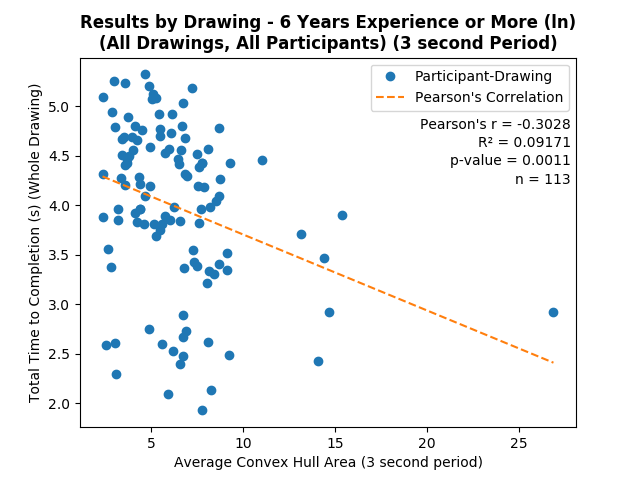 Results by Drawing - 6 Years Experience or More (ln)
(All Drawings, All Participants) (3 second Period)
Participant-Drawing
Pearson's Correlation
Pearson's r = -0.3028
R² = 0.09171
p-value = 0.0011
n = 113
Total Time to Completion (s) (Whole Drawing)
5.0
4.5
4.0
3.5
3.0
2.5
2.0
5 10 15 20 25
Average Convex Hull Area (3 second period)